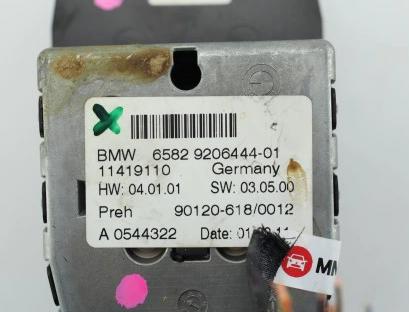 BMW 6582 9206444-01
11419110 Germany
HW: 04.01.01 SW: 03.05.00
Preh 90120-618/0012
A 0544322 Date: